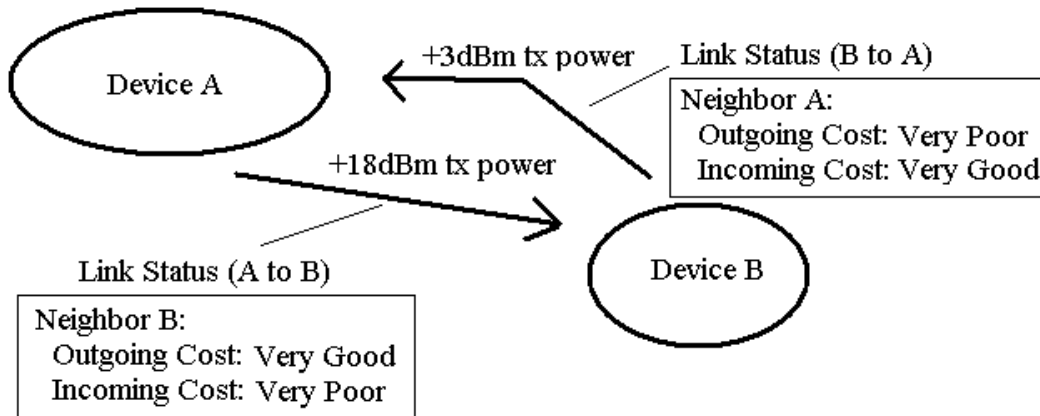 Device A
+3dBm tx power
Link Status (B to A)
Neighbor A:
Outgoing Cost: Very Poor
Incoming Cost: Very Good
+18dBm tx power
Device B
Link Status (A to B)
Neighbor B:
Outgoing Cost: Very Good
Incoming Cost: Very Poor